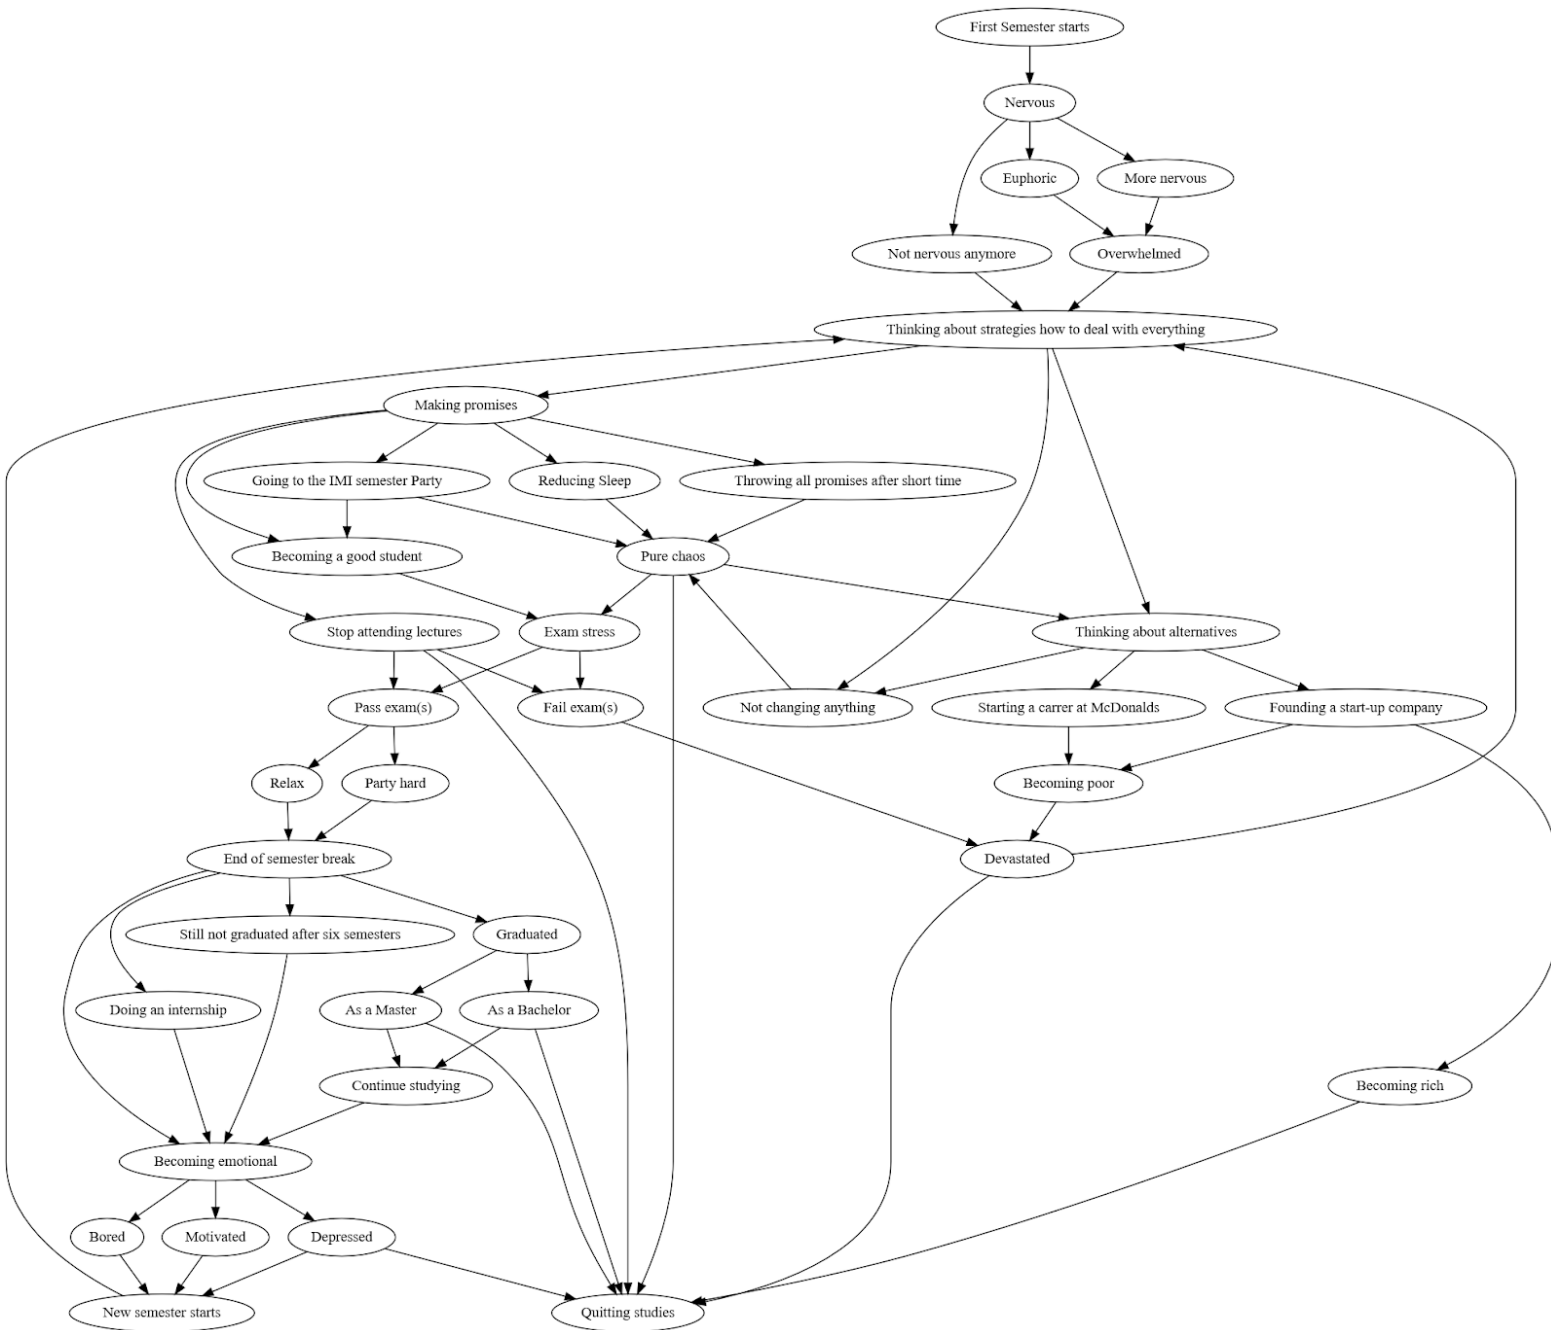 First Semester starts
Nervous
Euphoric
More nervous
Not nervous anymore
Overwhelmed
Thinking about strategies how to deal with everything
Making promises
Going to the IMI semester Party
Reducing Sleep
Throwing all promises after short time
Becoming a good student
Pure chaos
Stop attending lectures
Exam stress
Thinking about alternatives
Pass exam(s)
Fail exam(s)
Not changing anything
Starting a carrer at McDonalds
Founding a start-up company
Relax
Party hard
Becoming poor
End of semester break
Devastated
Still not graduated after six semesters
Graduated
Doing an internship
As a Master
As a Bachelor
Continue studying
Becoming rich
Becoming emotional
Bored
Motivated
Depressed
New semester starts
Quitting studies